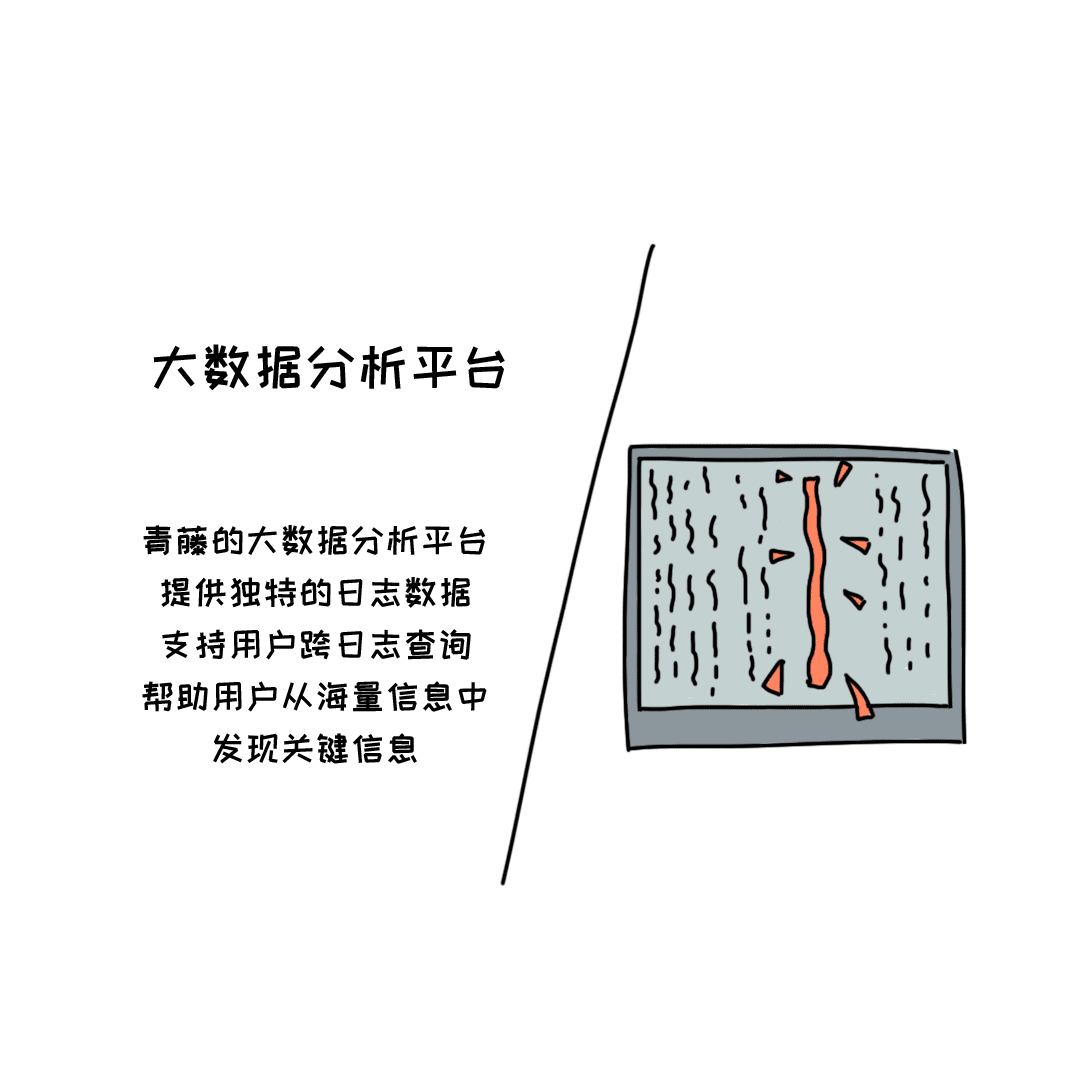 大数据分析平台
青藤的大数据分析平台
提供独特的日志数据
支持用户跨日志查询
帮助用户从海量信息中
发现关键信息